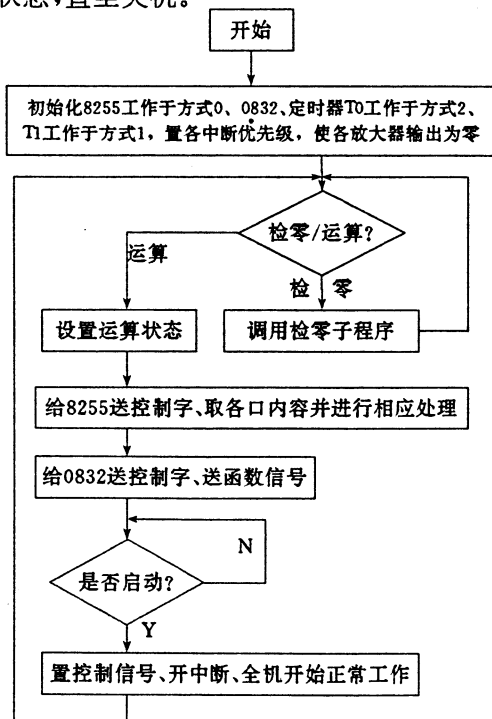 状态,直至关机。
开始
初始化8255工作于方式0、0832、定时器T0工作于方式2、
T1工作于方式1，置各中断优先级，使各放大器输出为零
检零/运算?
运算
检 零
设置运算状态
调用检零子程序
给8255送控制字、取各口内容并进行相应处理
给0832送控制字、送函数信号
N
是否启动?
Y
置控制信号、开中断、全机开始正常工作